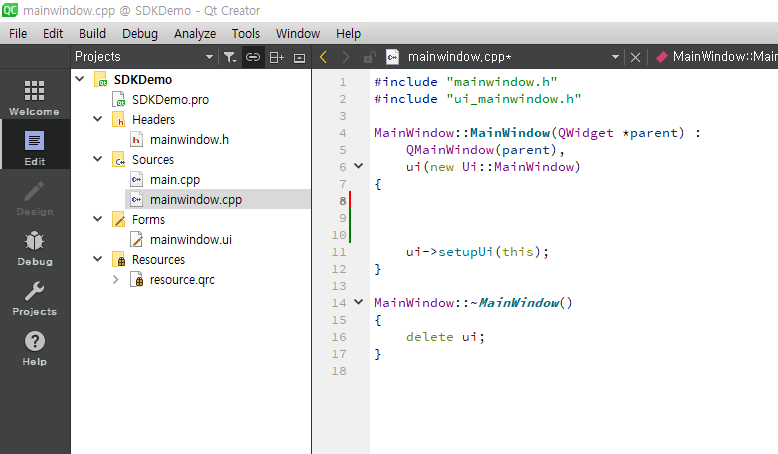 QC mainwindow.cpp @ SDKDemo - Qt Creator
File Edit Build Debug Analyze Tools Window Help
Projects
mainwindow.cpp*
MainWindow::Main
Welcome
Edit
Design
Debug
Projects
Help
SDKDemo
SDKDemo.pro
Headers
mainwindow.h
Sources
main.cpp
mainwindow.cpp
Forms
mainwindow.ui
Resources
resource.qrc
1 #include "mainwindow.h"
2 #include "ui_mainwindow.h"
3
4 MainWindow::MainWindow(QWidget *parent) :
5 QMainWindow(parent),
6 ui(new Ui::MainWindow)
7 {
8
9
10
11 ui->setupUi(this);
12 }
13
14 MainWindow::~MainWindow()
15 {
16 delete ui;
17 }
18